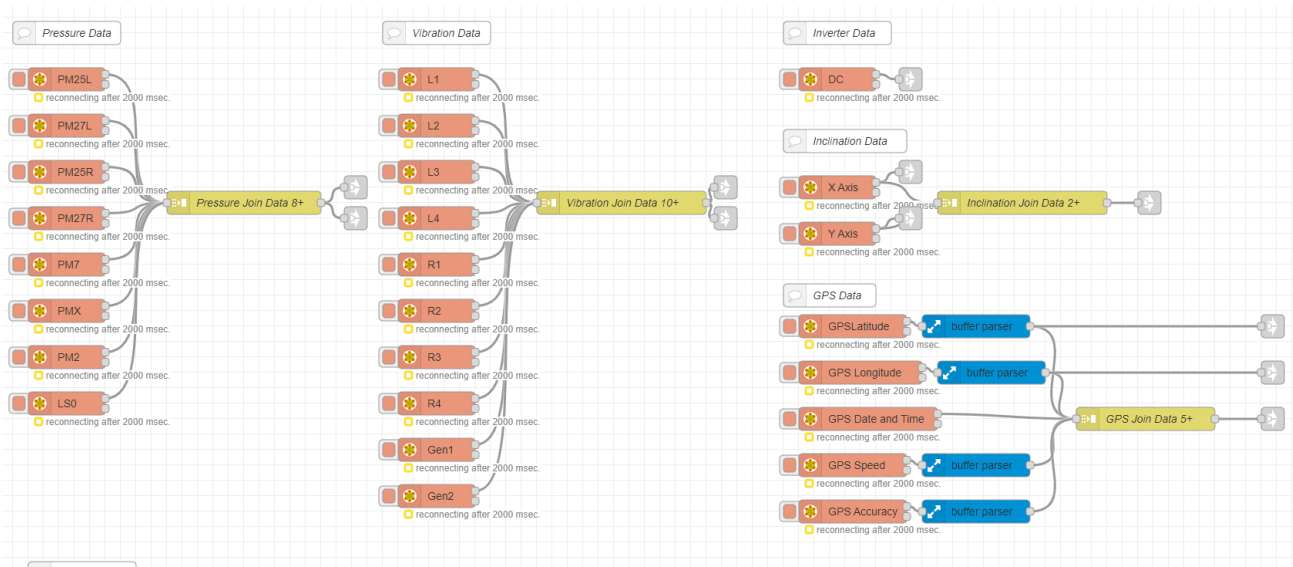 Pressure Data
PM25L
reconnecting after 2000 msec.
PM27L
reconnecting after 2000 msec.
PM25R
reconnecting after 2000 msec.
Pressure Join Data 8+
PM27R
reconnecting after 2000 msec.
PM7
reconnecting after 2000 msec.
PMX
reconnecting after 2000 msec.
PM2
reconnecting after 2000 msec.
LS0
reconnecting after 2000 msec.
Vibration Data
L1
reconnecting after 2000 msec.
L2
reconnecting after 2000 msec.
L3
reconnecting after 2000 msec.
Vibration Join Data 10+
L4
reconnecting after 2000 msec.
R1
reconnecting after 2000 msec.
R2
reconnecting after 2000 msec.
R3
reconnecting after 2000 msec.
R4
reconnecting after 2000 msec.
Gen1
reconnecting after 2000 msec.
Gen2
reconnecting after 2000 msec.
Inverter Data
DC
reconnecting after 2000 msec.
Inclination Data
X Axis
reconnecting after 2000 msec.
Inclination Join Data 2+
Y Axis
reconnecting after 2000 msec.
GPS Data
GPSLatitude
buffer parser
reconnecting after 2000 msec.
GPS Longitude
buffer parser
reconnecting after 2000 msec.
GPS Date and Time
GPS Join Data 5+
reconnecting after 2000 msec.
GPS Speed
buffer parser
reconnecting after 2000 msec.
GPS Accuracy
buffer parser
reconnecting after 2000 msec.